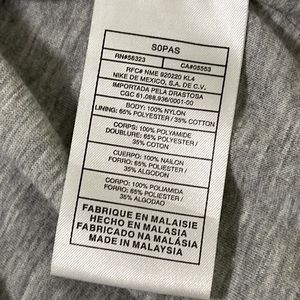 S0PAS
RN#56323 CA#05553
RFC# NME 920220 KL4
NIKE DE MEXICO, S.A. DE C.V.
IMPORTADA PELA DRASTOSA
CGC 61.088.936/0001-00
BODY: 100% NYLON
LINING: 65% POLYESTER / 35% COTTON
CORPS: 100% POLYAMIDE
DOUBLURE: 65% POLYESTER /
35% COTON
CUERPO: 100% NAILON
FORRO: 65% POLIESTER /
35% ALGODON
CORPO: 100% POLIAMIDA
FORRO: 65% POLIESTER /
35% ALGODAO
FABRIQUE EN MALAISIE
HECHO EN MALASIA
FABRICADO NA MALÁSIA
MADE IN MALAYSIA